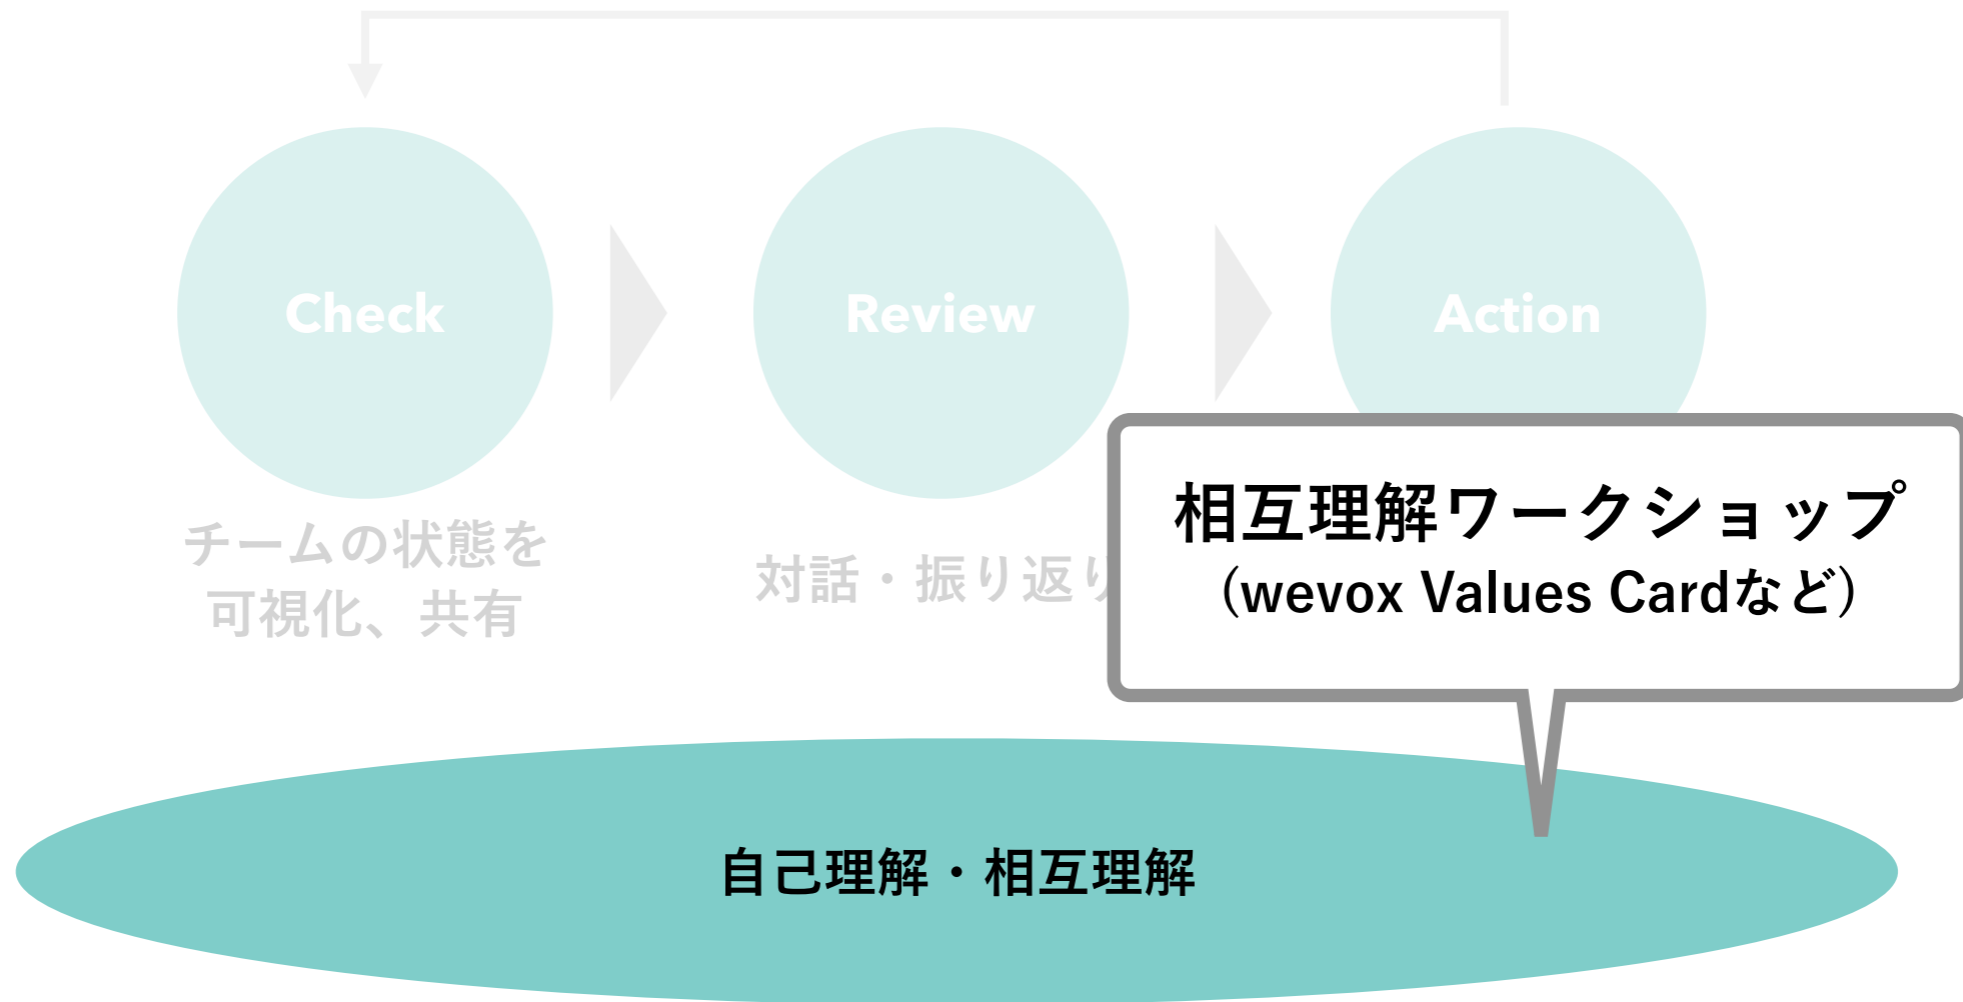 Check
Review
Action
チームの状態を
可視化、共有
対話・振り返り
相互理解ワークショップ
(wevox Values Cardなど)
自己理解・相互理解